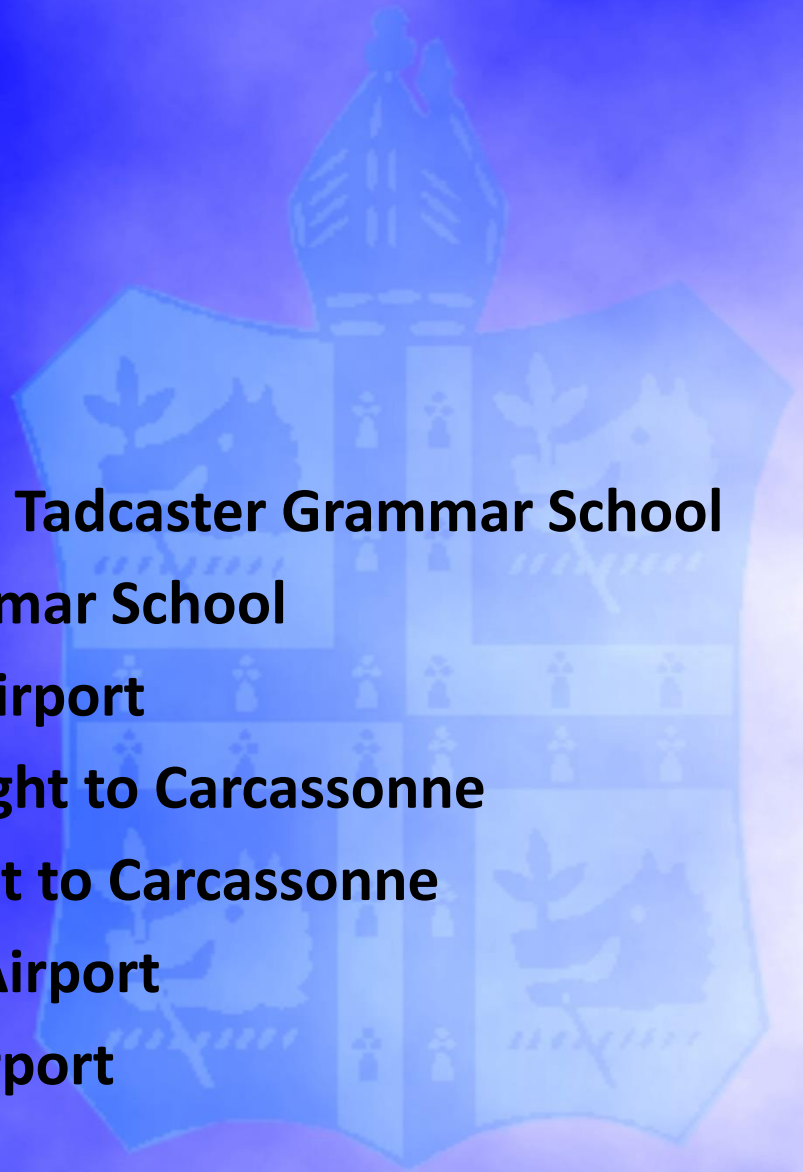 Tadcaster Grammar School
mar School
irport
ght to Carcassonne
t to Carcassonne
Airport
port